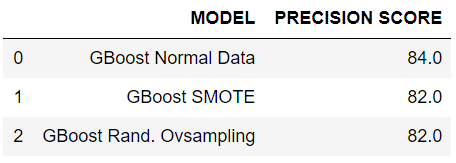 MODEL PRECISION SCORE
0 GBoost Normal Data 84.0
1 GBoost SMOTE 82.0
2 GBoost Rand. Ovsampling 82.0